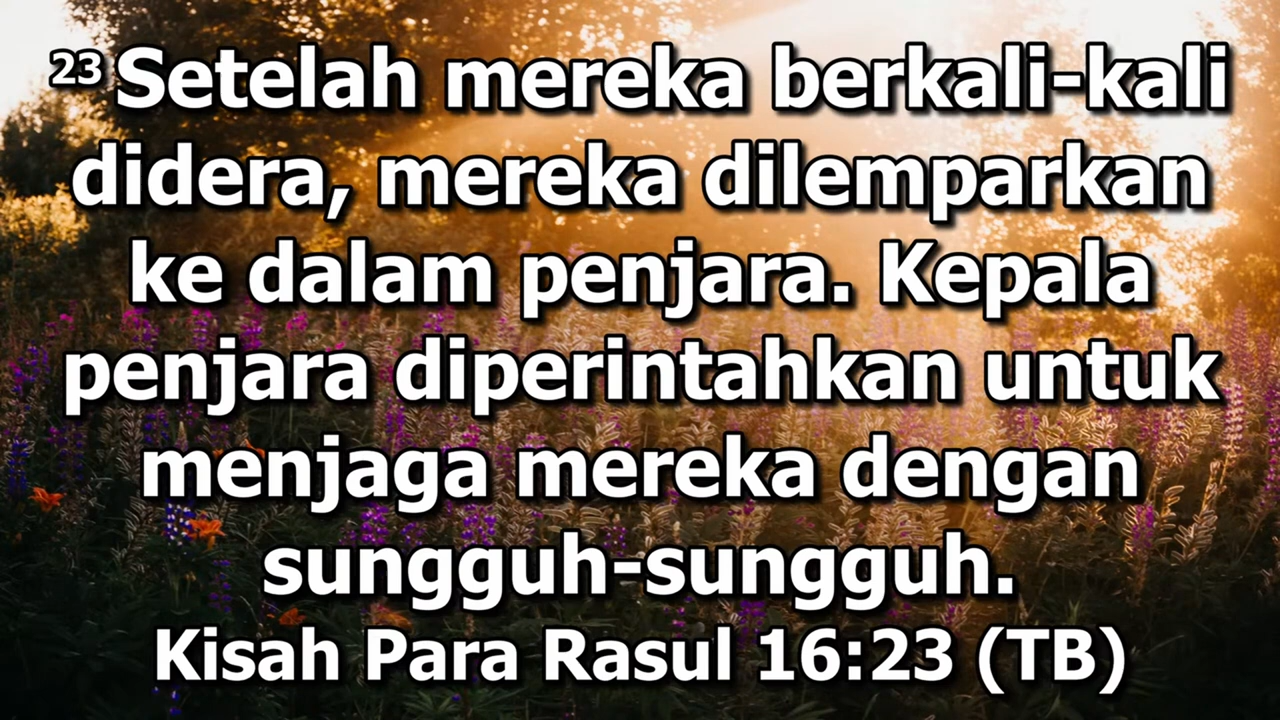 23 Setelah mereka berkali-kali
didera, mereka dilemparkan
ke dalam penjara. Kepala
penjara diperintahkan untuk
menjaga mereka dengan
sungguh-sungguh.
Kisah Para Rasul 16:23 (TB)